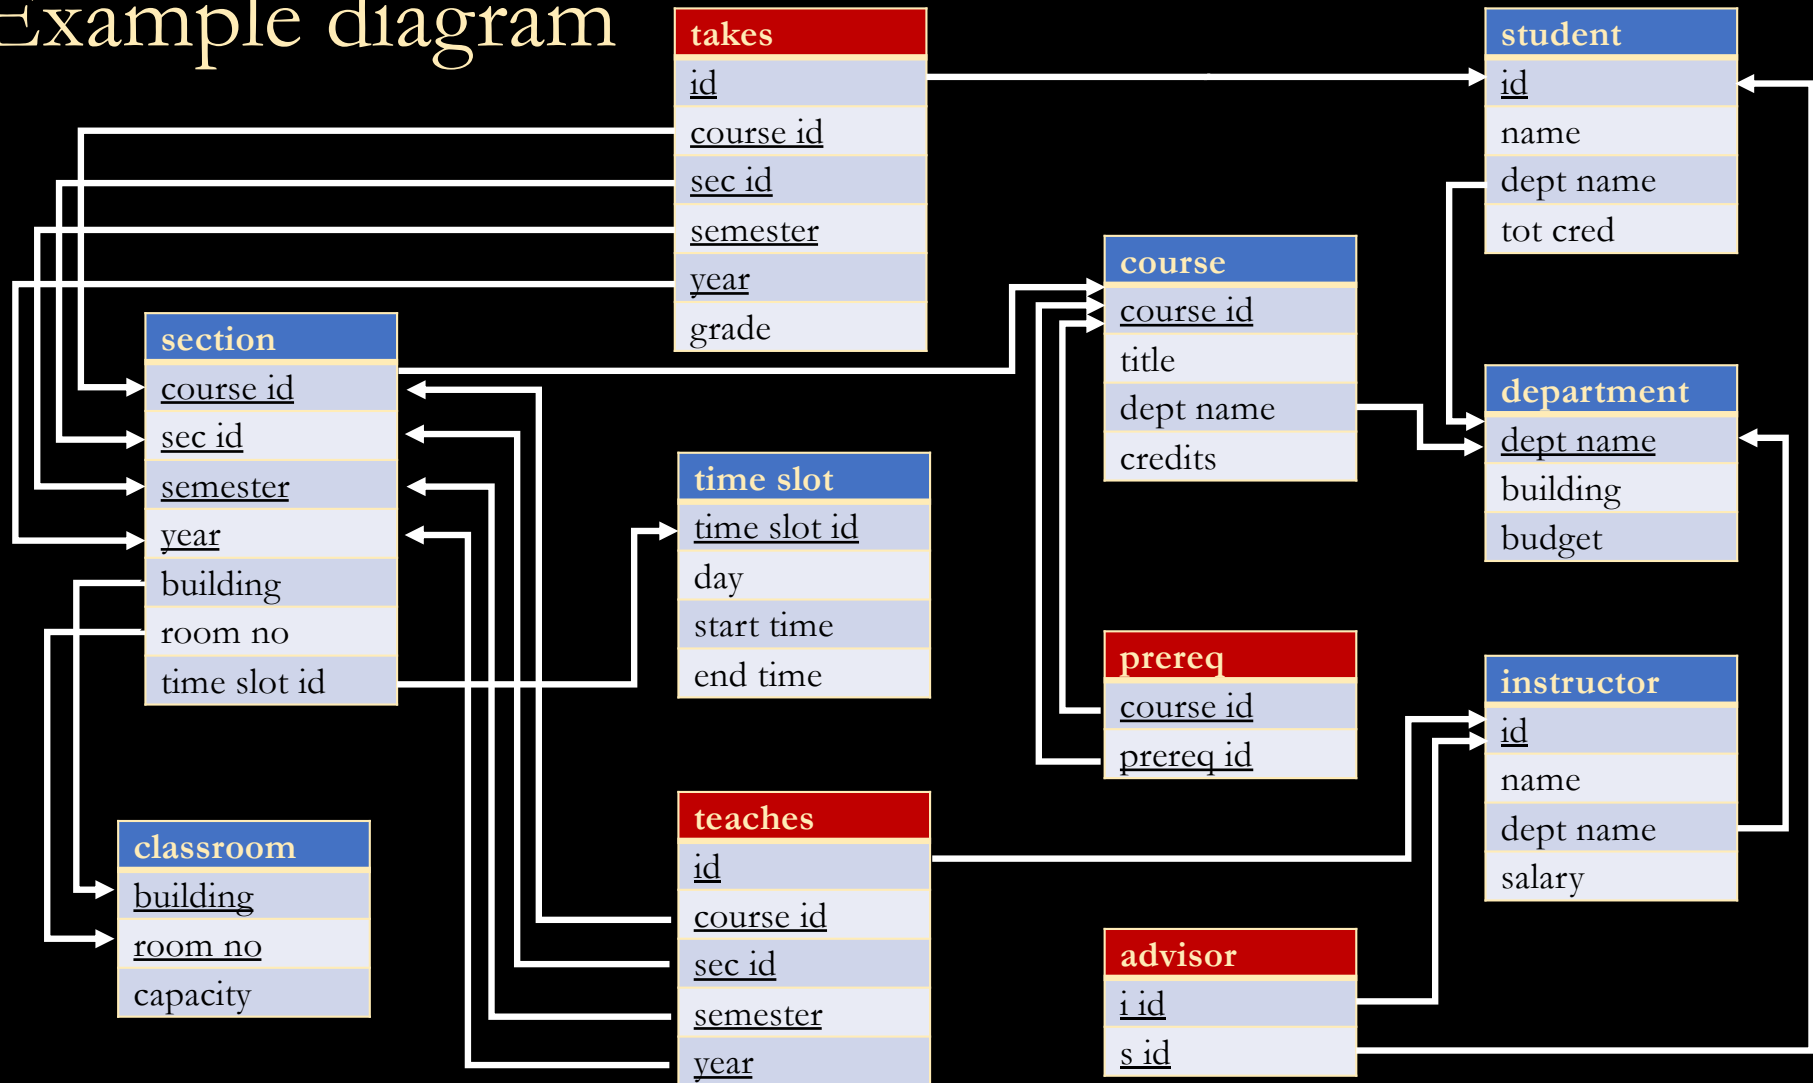 Example diagram
takes
id
course id
sec id
semester
year
grade
student
id
name
dept name
tot cred
section
course id
sec id
semester
year
building
room no
time slot id
time slot
time slot id
day
start time
end time
course
course id
title
dept name
credits
department
dept name
building
budget
prereq
course id
prereq id
instructor
id
name
dept name
salary
classroom
building
room no
capacity
teaches
id
course id
sec id
semester
year
advisor
i id
s id